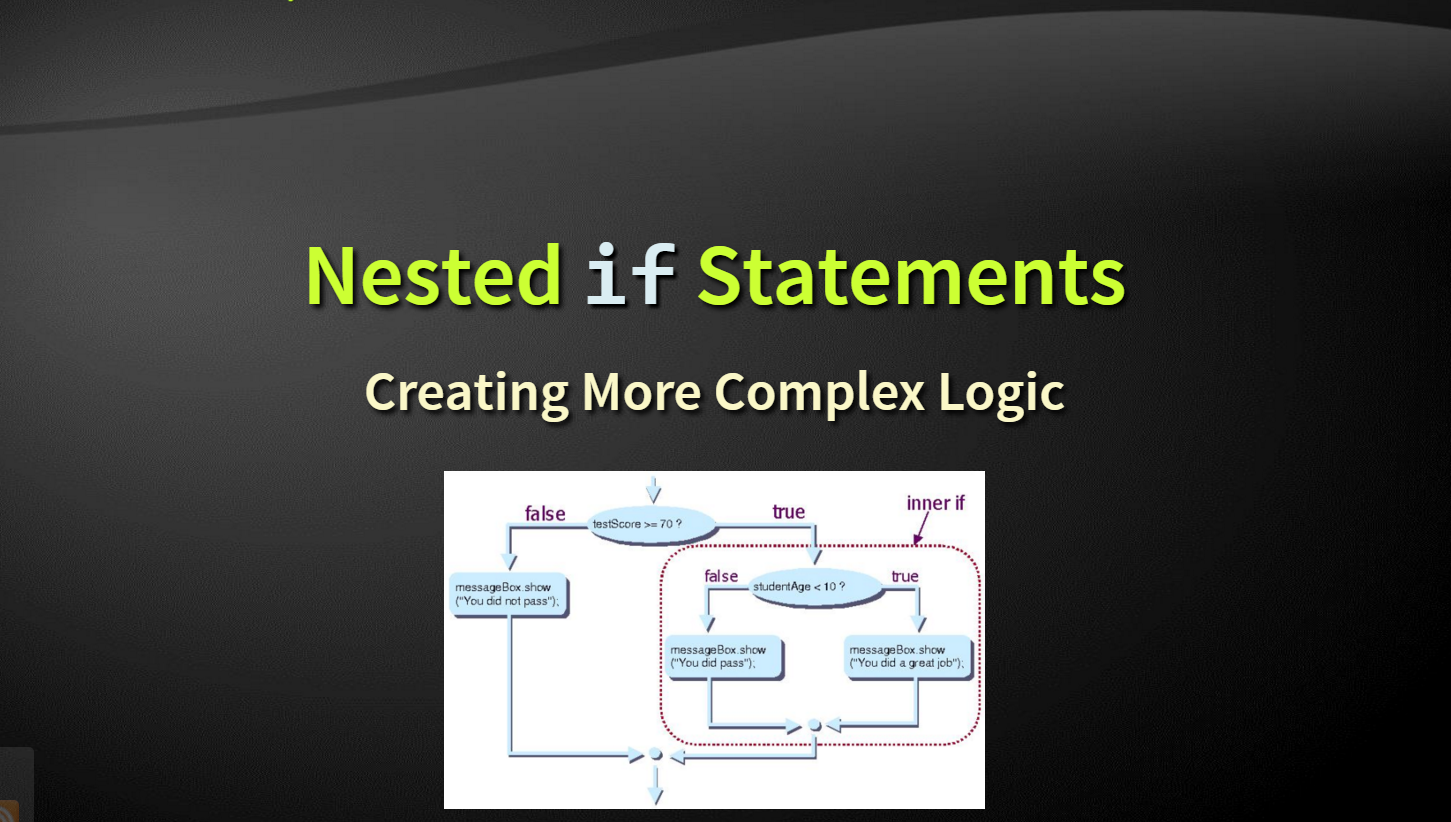 Nested if Statements
Creating More Complex Logic
inner if
false
true
testScore >= 70 ?
false
true
studentAge < 10 ?
messageBox.show
("You did not pass");
messageBox.show
("You did pass");
messageBox.show
("You did a great job");